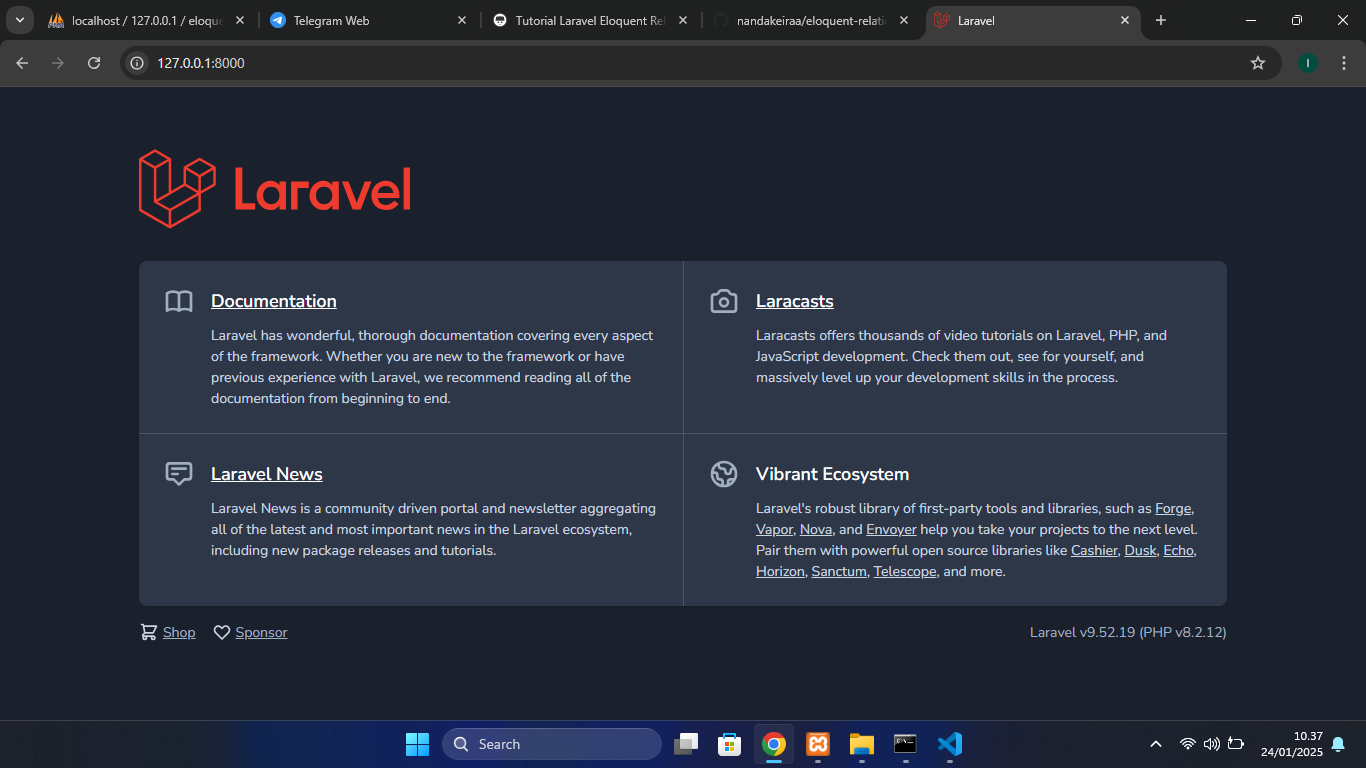 localhost / 127.0.0.1 / eloque
Telegram Web
Tutorial Laravel Eloquent Rel
nandakeiraa/eloquent-relati
Laravel
127.0.0.1:8000
I
Laravel
Documentation
Laravel has wonderful, thorough documentation covering every aspect
of the framework. Whether you are new to the framework or have
previous experience with Laravel, we recommend reading all of the
documentation from beginning to end.
Laracasts
Laracasts offers thousands of video tutorials on Laravel, PHP, and
JavaScript development. Check them out, see for yourself, and
massively level up your development skills in the process.
Laravel News
Laravel News is a community driven portal and newsletter aggregating
all of the latest and most important news in the Laravel ecosystem,
including new package releases and tutorials.
Vibrant Ecosystem
Laravel's robust library of first-party tools and libraries, such as Forge,
Vapor, Nova, and Envoyer help you take your projects to the next level.
Pair them with powerful open source libraries like Cashier, Dusk, Echo,
Horizon, Sanctum, Telescope, and more.
Shop
Sponsor
Laravel v9.52.19 (PHP v8.2.12)
Search
10.37
24/01/2025